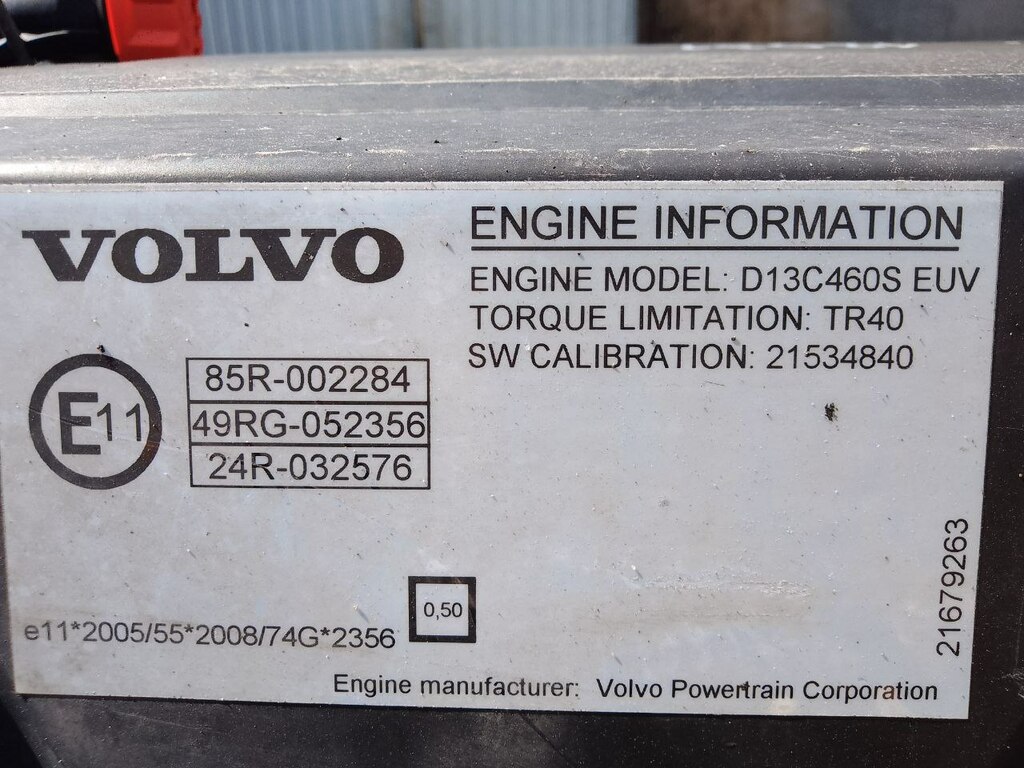 VOLVO
ENGINE INFORMATION
ENGINE MODEL: D13C460S EUV
TORQUE LIMITATION: TR40
SW CALIBRATION: 21534840
E11
85R-002284
49RG-052356
24R-032576
21679263
0,50
e11*2005/55*2008/74G*2356
Engine manufacturer: Volvo Powertrain Corporation